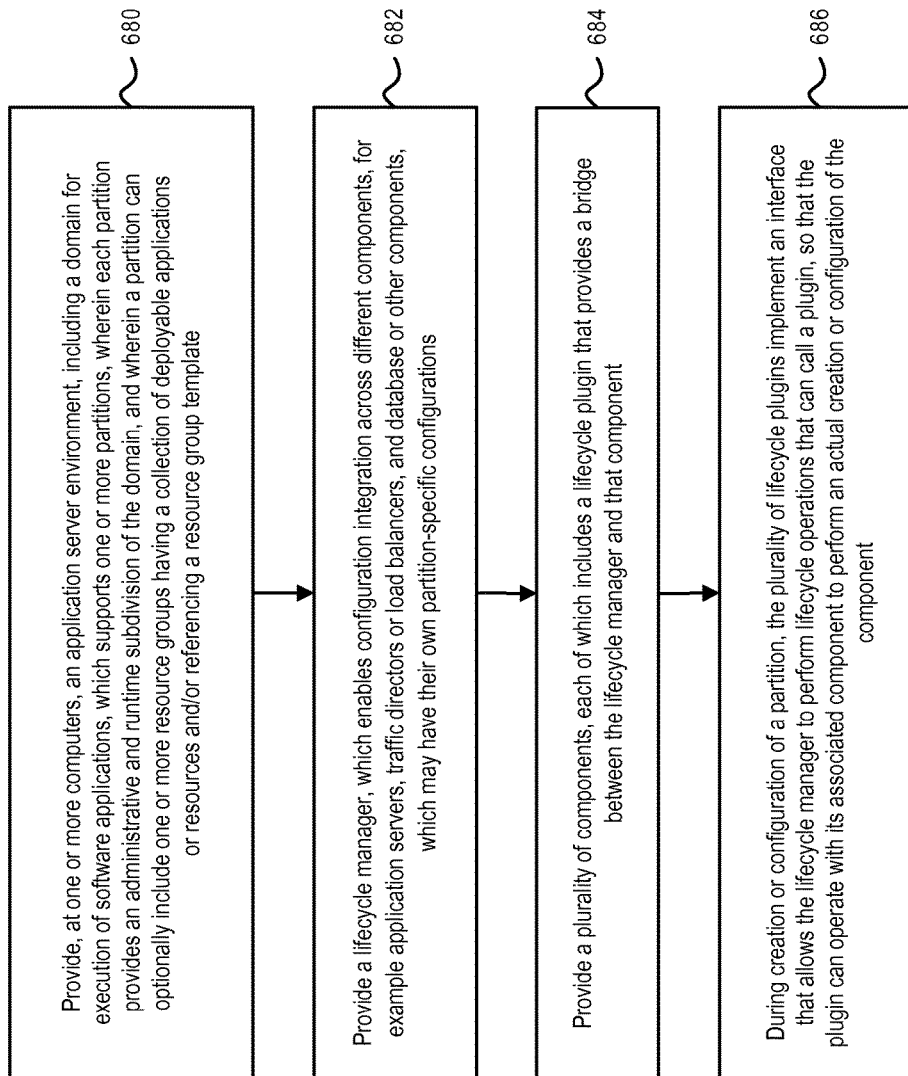 Provide, at one or more computers, an application server environment, including a domain for
execution of software applications, which supports one or more partitions, wherein each partition
provides an administrative and runtime subdivision of the domain, and wherein a partition can
optionally include one or more resource groups having a collection of deployable applications
or resources and/or referencing a resource group template
680
Provide a lifecycle manager, which enables configuration integration across different components, for
example application servers, traffic directors or load balancers, and database or other components,
which may have their own partition-specific configurations
682
Provide a plurality of components, each of which includes a lifecycle plugin that provides a bridge
between the lifecycle manager and that component
684
During creation or configuration of a partition, the plurality of lifecycle plugins implement an interface
that allows the lifecycle manager to perform lifecycle operations that can call a plugin, so that the
plugin can operate with its associated component to perform an actual creation or configuration of the
component
686